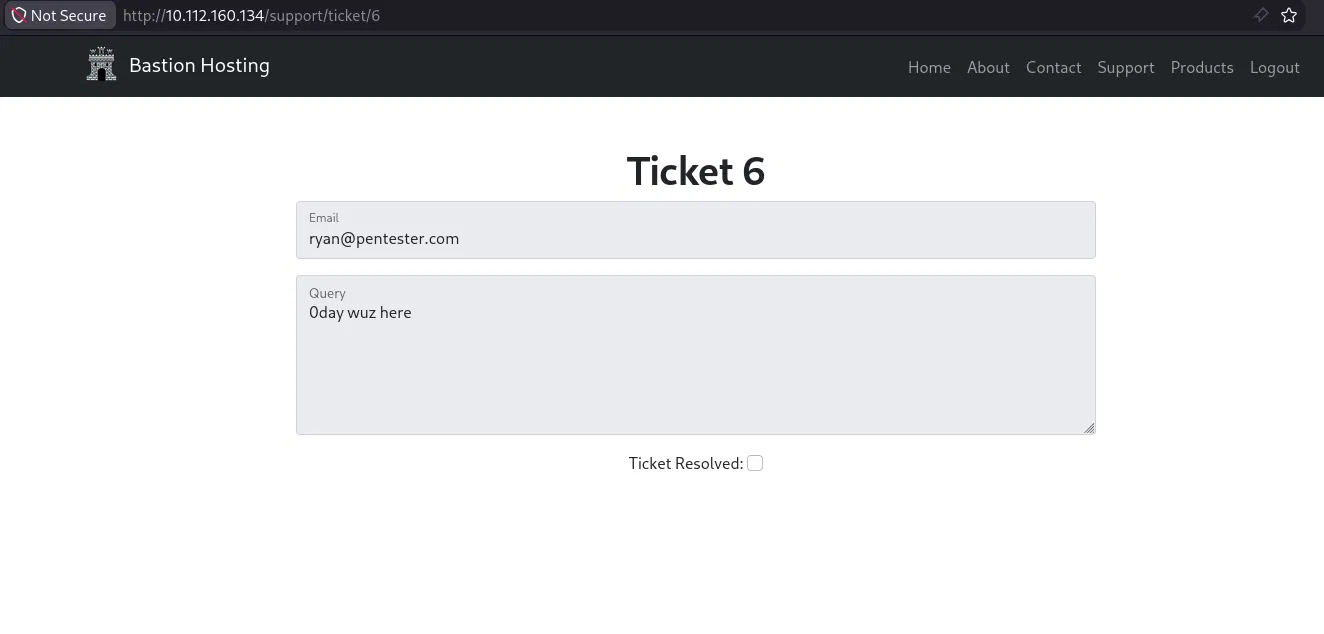 Not Secure http://10.112.160.134/support/ticket/6
Bastion Hosting Home About Contact Support Products Logout
Ticket 6
Email
ryan@pentester.com
Query
0day wuz here
Ticket Resolved: